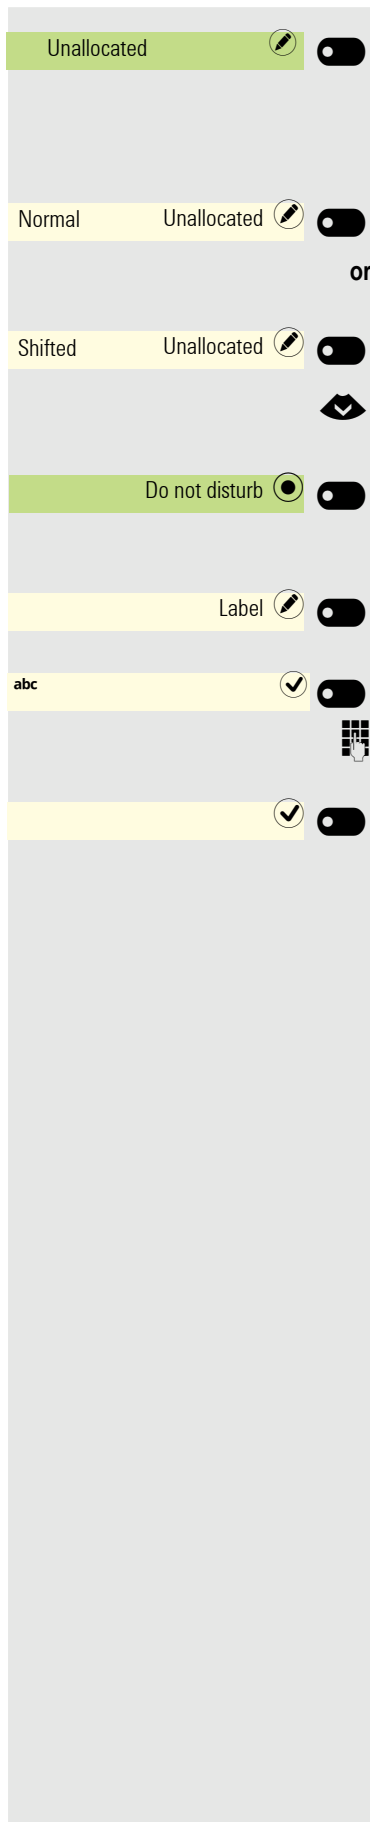 Unallocated
Normal Unallocated
or
Shifted Unallocated
Do not disturb
Label
abc